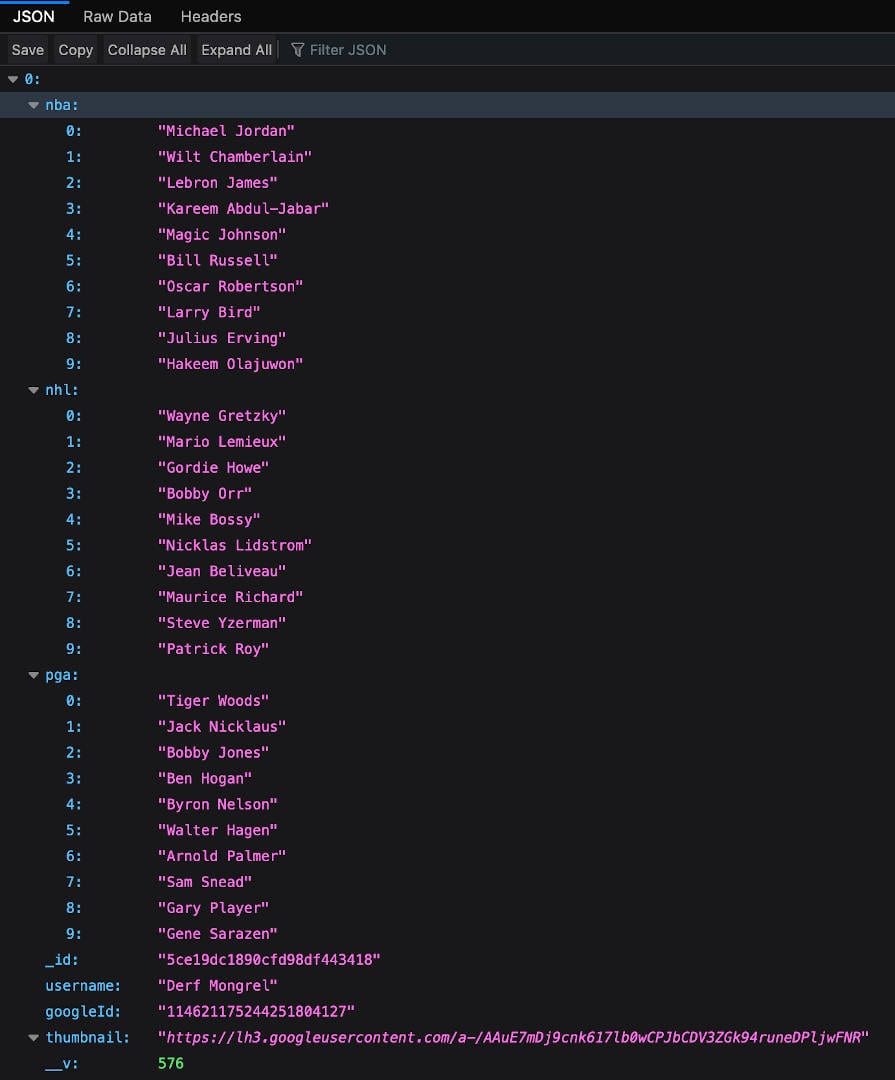 JSON Raw Data Headers
Save Copy Collapse All Expand All Filter JSON
0:
nba:
0: "Michael Jordan"
1: "Wilt Chamberlain"
2: "Lebron James"
3: "Kareem Abdul-Jabar"
4: "Magic Johnson"
5: "Bill Russell"
6: "Oscar Robertson"
7: "Larry Bird"
8: "Julius Erving"
9: "Hakeem Olajuwon"
nhl:
0: "Wayne Gretzky"
1: "Mario Lemieux"
2: "Gordie Howe"
3: "Bobby Orr"
4: "Mike Bossy"
5: "Nicklas Lidstrom"
6: "Jean Beliveau"
7: "Maurice Richard"
8: "Steve Yzerman"
9: "Patrick Roy"
pga:
0: "Tiger Woods"
1: "Jack Nicklaus"
2: "Bobby Jones"
3: "Ben Hogan"
4: "Byron Nelson"
5: "Walter Hagen"
6: "Arnold Palmer"
7: "Sam Snead"
8: "Gary Player"
9: "Gene Sarazen"
_id: "5ce19dc1890cfd98df443418"
username: "Derf Mongrel"
googleId: "114621175244251804127"
thumbnail: "https://lh3.googleusercontent.com/a-/AAuE7mDj9cnk617lb0wCPJbCDV3ZGk94runeDPljwFNR"
__v: 576